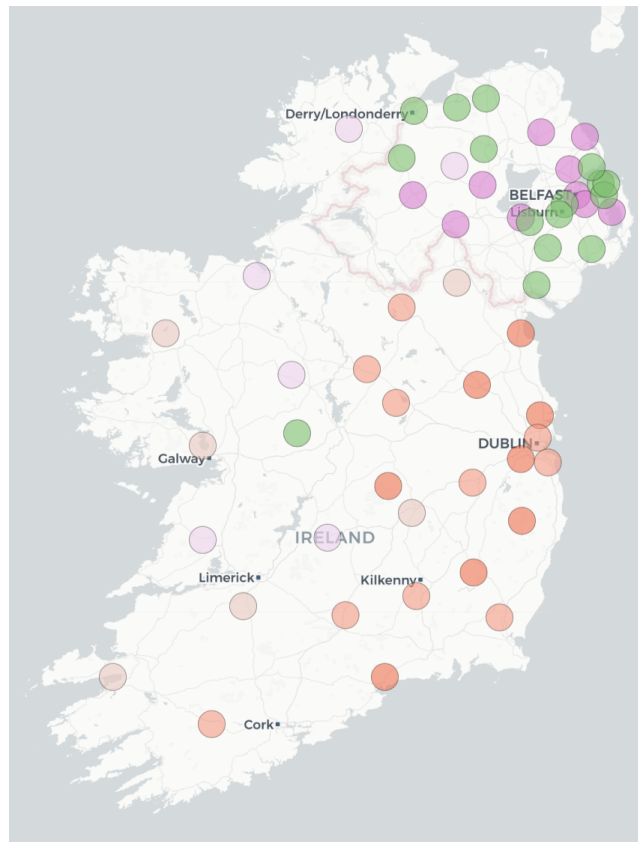 Derry/Londonderry
BELFAST
Lisburn
DUBLIN
Galway
IRELAND
Limerick
Kilkenny
Cork